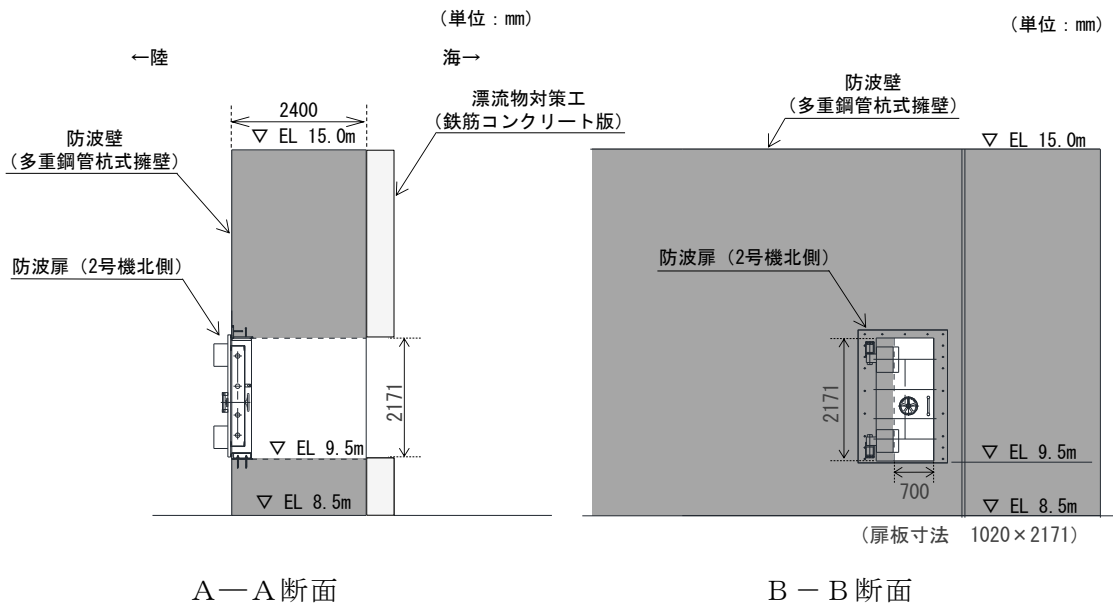 (単位：mm)
←陸
海→
漂流物対策工
(鉄筋コンクリート版)
2400
▽ EL 15.0m
防波壁
(多重鋼管杭式擁壁)
防波扉（2号機北側）
2171
▽ EL 9.5m
▽ EL 8.5m
A―A断面
(単位：mm)
防波壁
(多重鋼管杭式擁壁)
▽ EL 15.0m
防波扉（2号機北側）
2171
▽ EL 9.5m
700
▽ EL 8.5m
(扉板寸法　1020×2171)
B－B断面